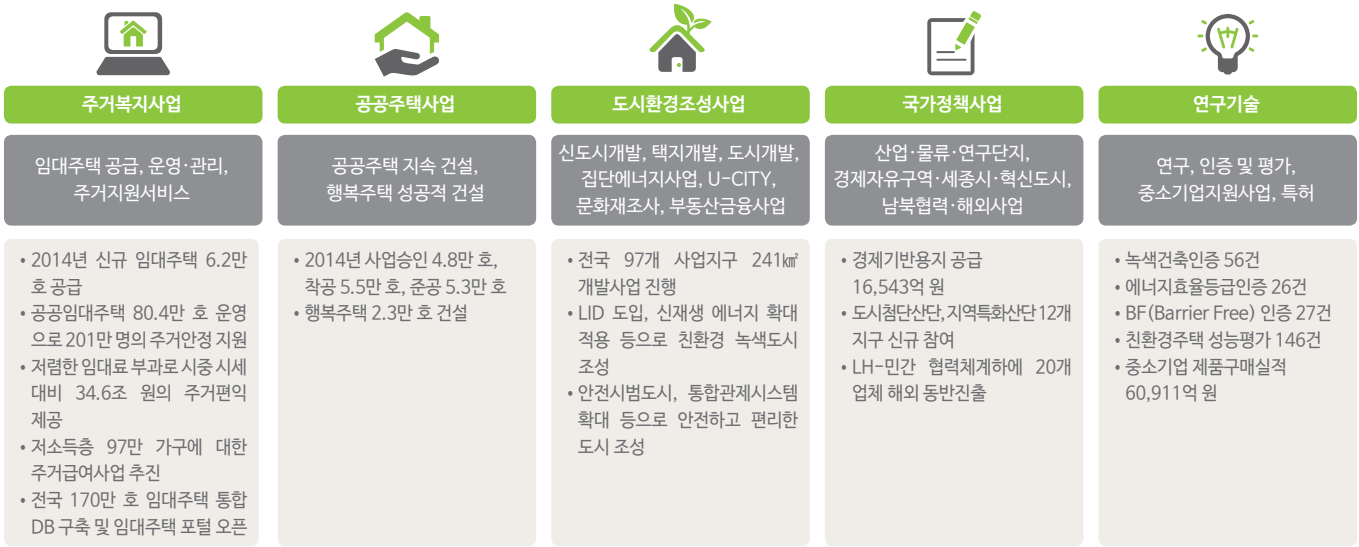 주거복지사업
임대주택 공급, 운영·관리,
주거지원서비스
• 2014년 신규 임대주택 6.2만
호 공급
• 공공임대주택 80.4만 호 운영
으로 201만 명의 주거안정 지원
• 저렴한 임대료 부과로 시중 시세
대비 34.6조 원의 주거편익
제공
• 저소득층 97만 가구에 대한
주거급여사업 추진
• 전국 170만 호 임대주택 통합
DB 구축 및 임대주택 포털 오픈
공공주택사업
공공주택 지속 건설,
행복주택 성공적 건설
• 2014년 사업승인 4.8만 호,
착공 5.5만 호, 준공 5.3만 호
• 행복주택 2.3만 호 건설
도시환경조성사업
신도시개발, 택지개발, 도시개발,
집단에너지사업, U-CITY,
문화재조사, 부동산금융사업
• 전국 97개 사업지구 241㎢
개발사업 진행
• LID 도입, 신재생 에너지 확대
적용 등으로 친환경 녹색도시
조성
• 안전시범도시, 통합관제시스템
확대 등으로 안전하고 편리한
도시 조성
국가정책사업
산업·물류·연구단지,
경제자유구역·세종시·혁신도시,
남북협력·해외사업
• 경제기반용지 공급
16,543억 원
• 도시첨단산단, 지역특화산단 12개
지구 신규 참여
• LH-민간 협력체계하에 20개
업체 해외 동반진출
연구기술
연구, 인증 및 평가,
중소기업지원사업, 특허
• 녹색건축인증 56건
• 에너지효율등급인증 26건
• BF(Barrier Free) 인증 27건
• 친환경주택 성능평가 146건
• 중소기업 제품구매실적
60,911억 원